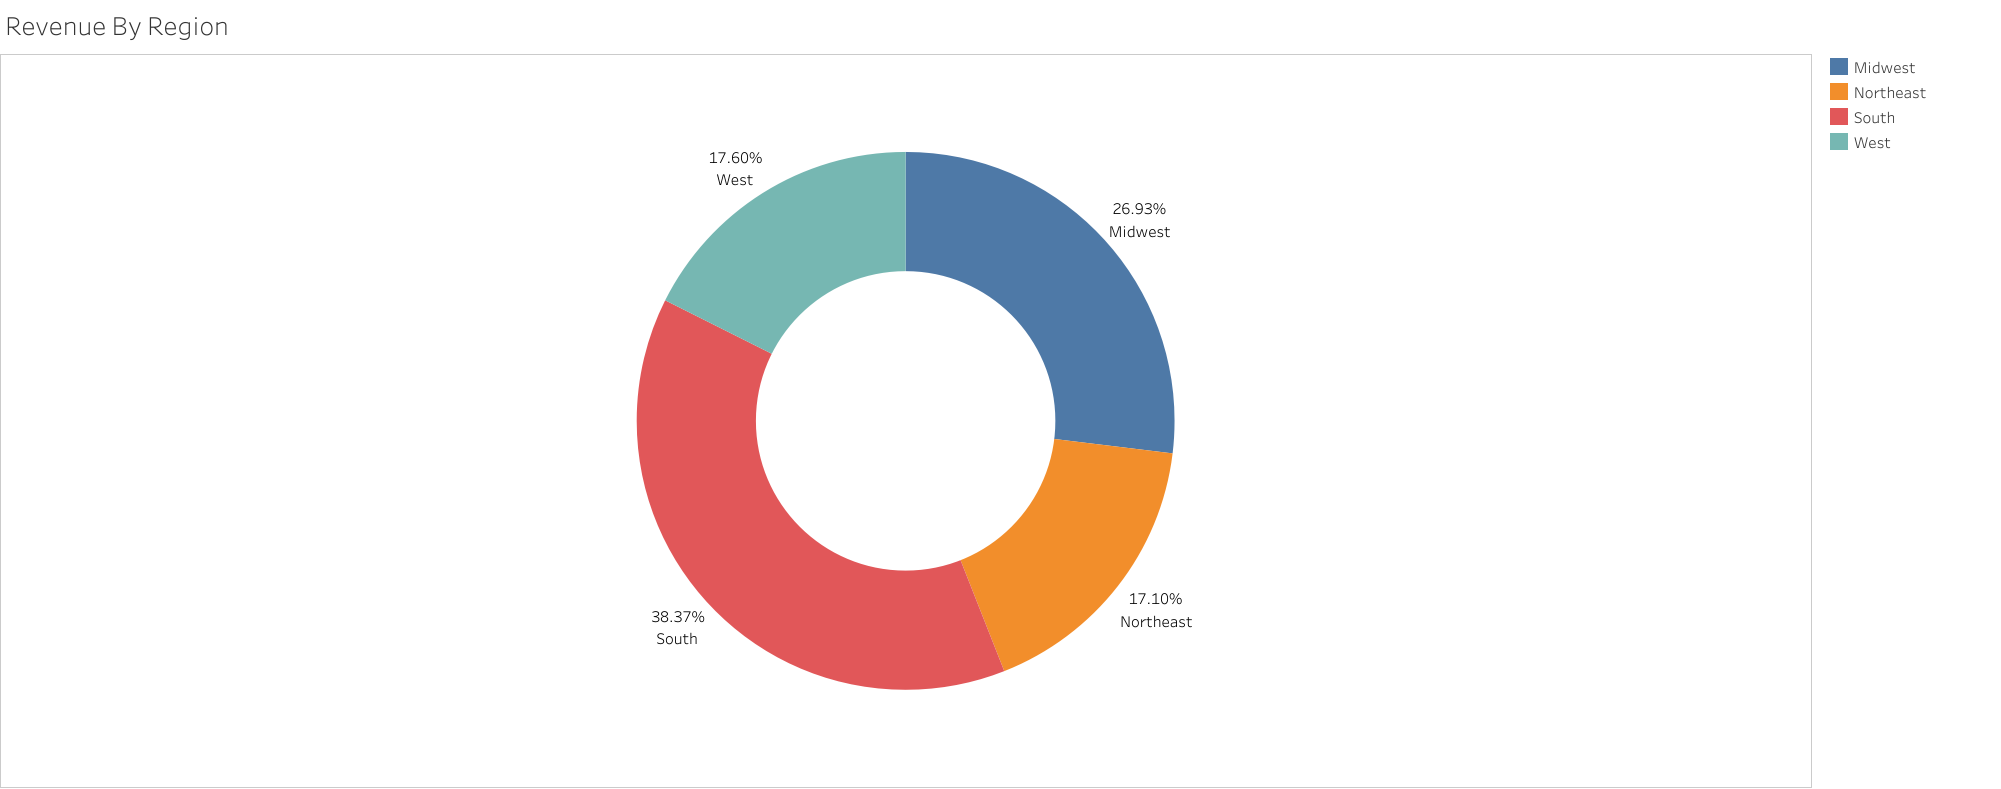 Revenue By Region
Midwest
Northeast
South
West
17.60%
West
26.93%
Midwest
17.10%
Northeast
38.37%
South